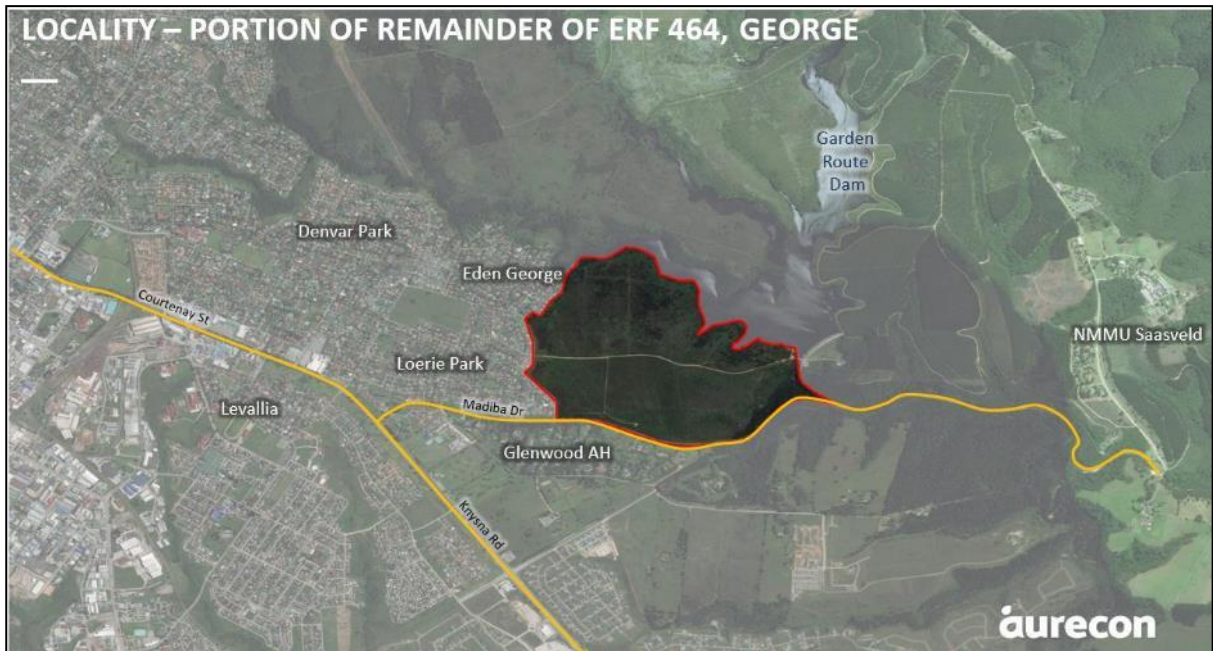 LOCALITY – PORTION OF REMAINDER OF ERF 464, GEORGE
Garden
Route
Dam
Denvar Park
Eden George
Courtenay St
NMMU Saasveld
Loerie Park
Levallia
Madiba Dr
Glenwood AH
Knysna Rd
aurecon